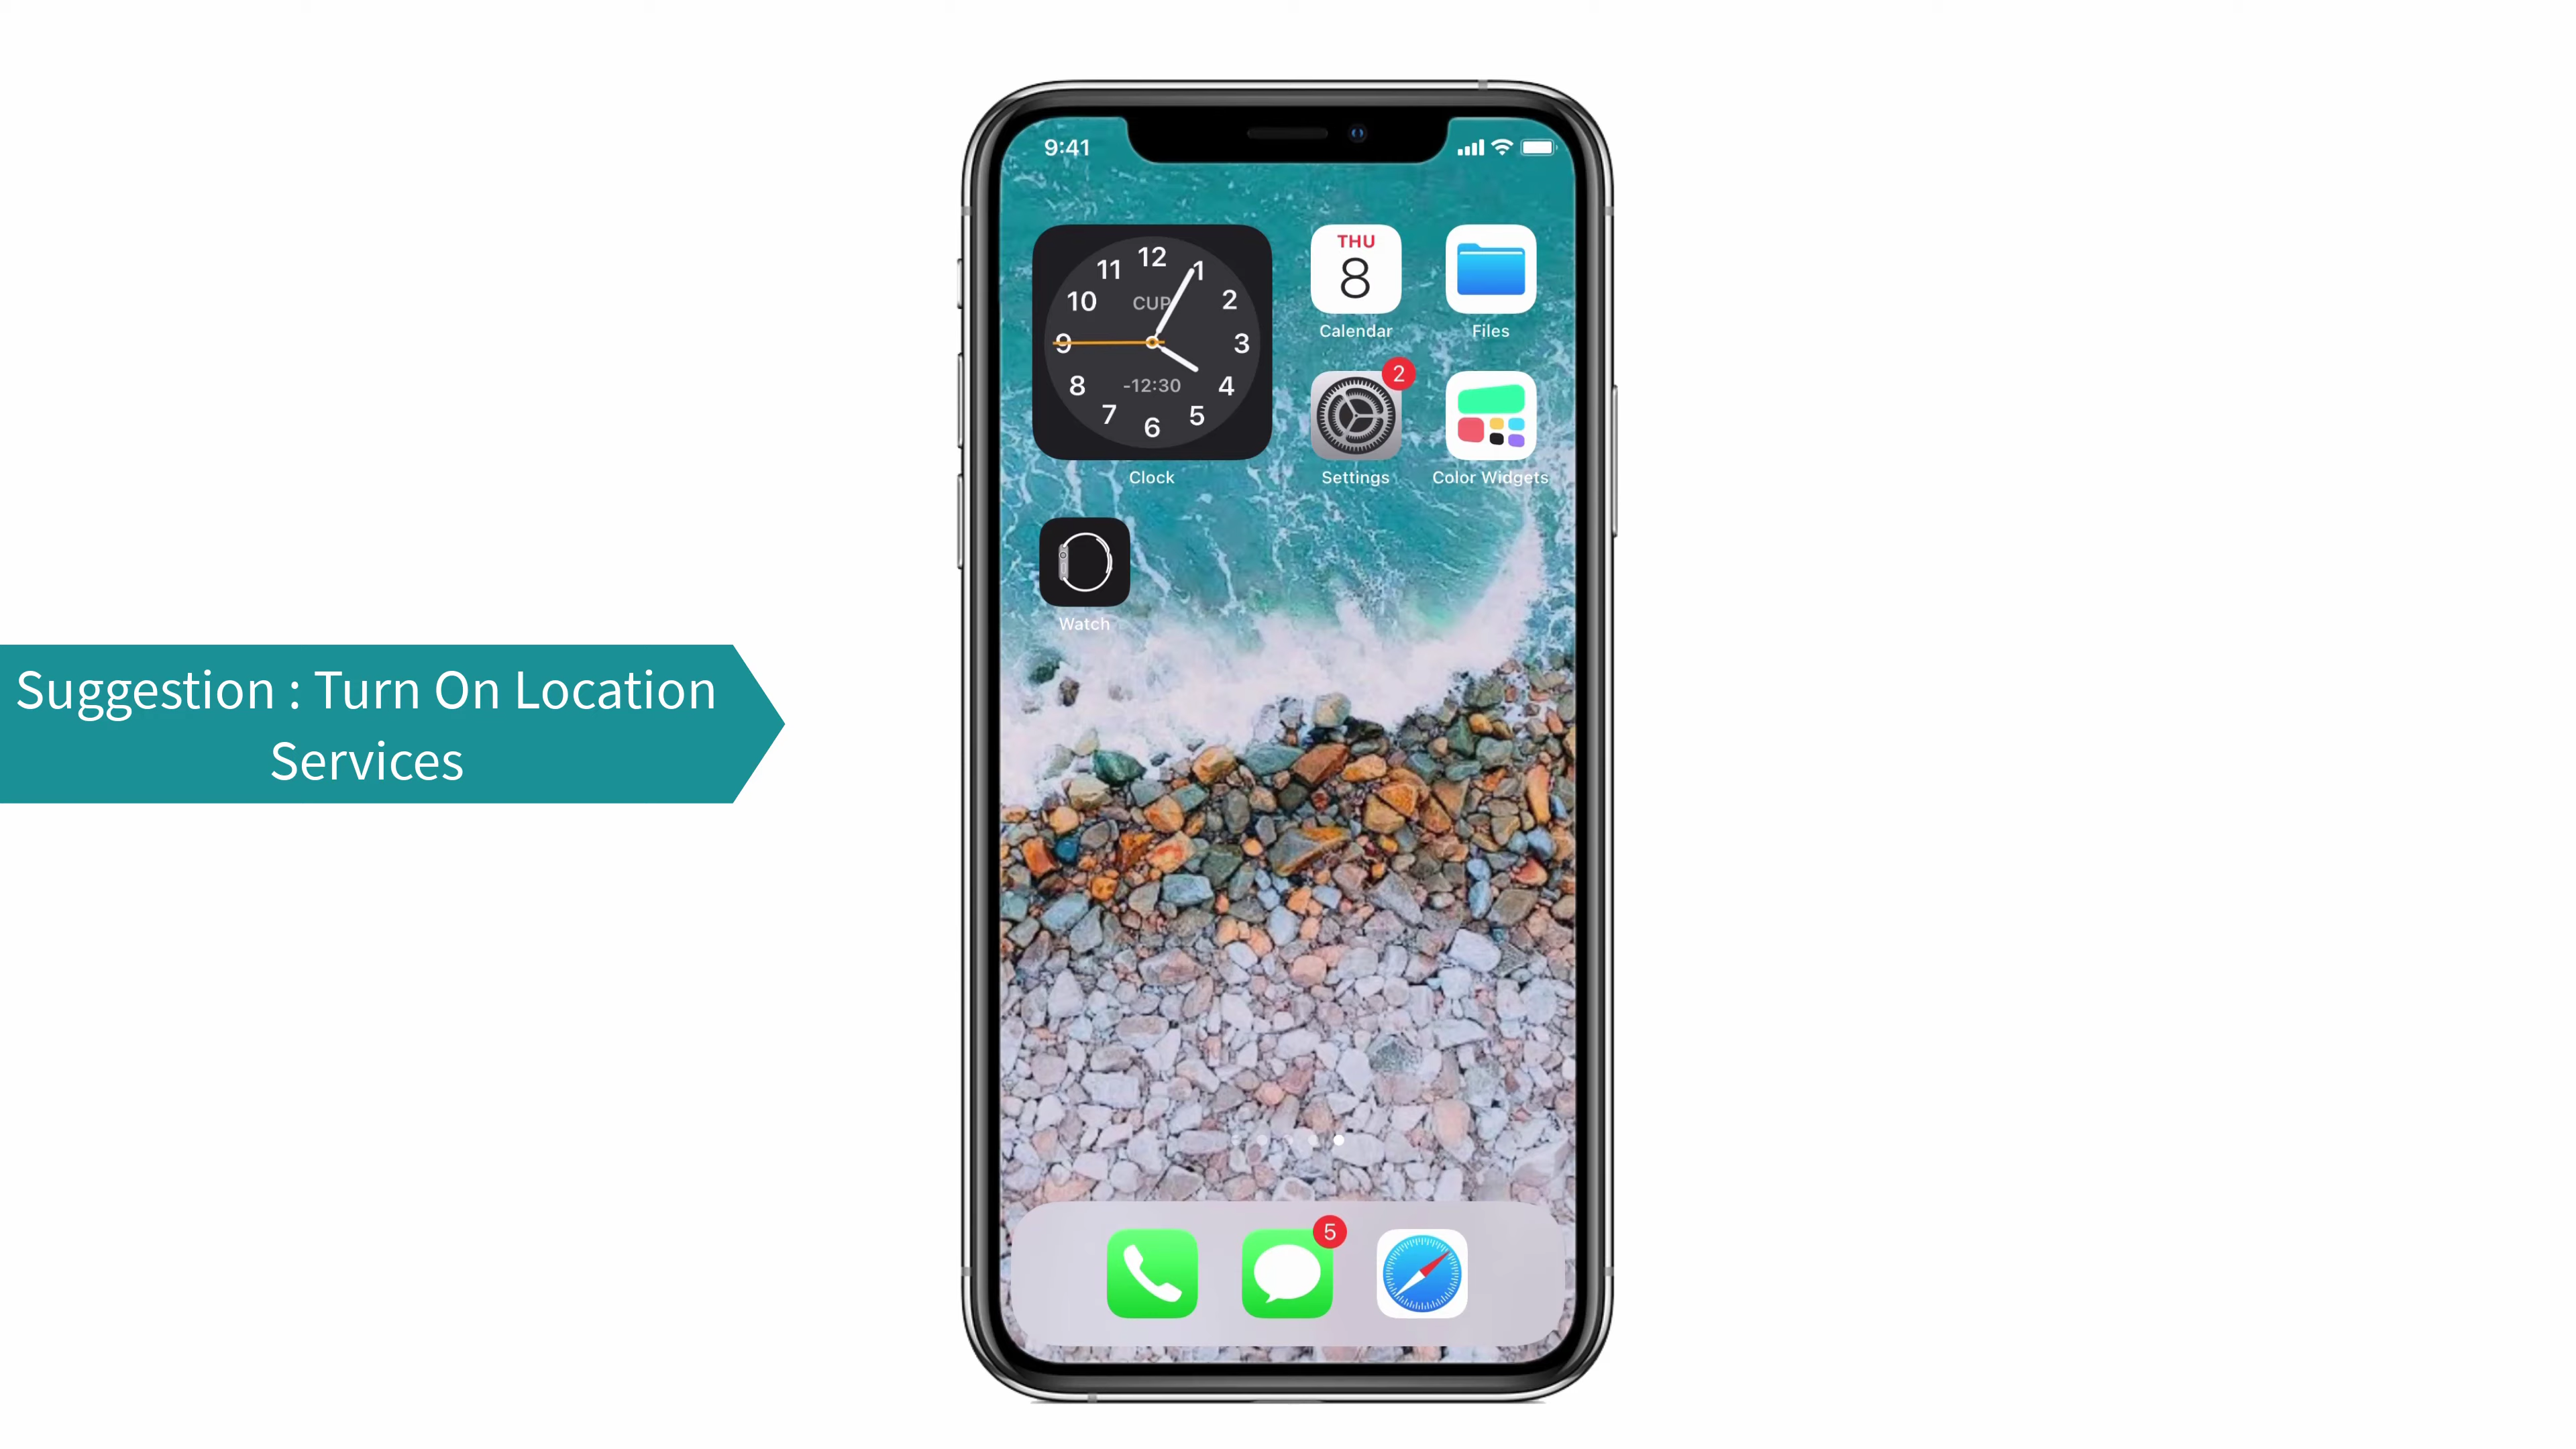 Suggestion : Turn On Location
Services
9:41
12
11
1
10
CUP
2
9
3
8
-12:30
4
7
5
6
Clock
THU
8
Calendar
Files
2
Settings
Color Widgets
Watch
5